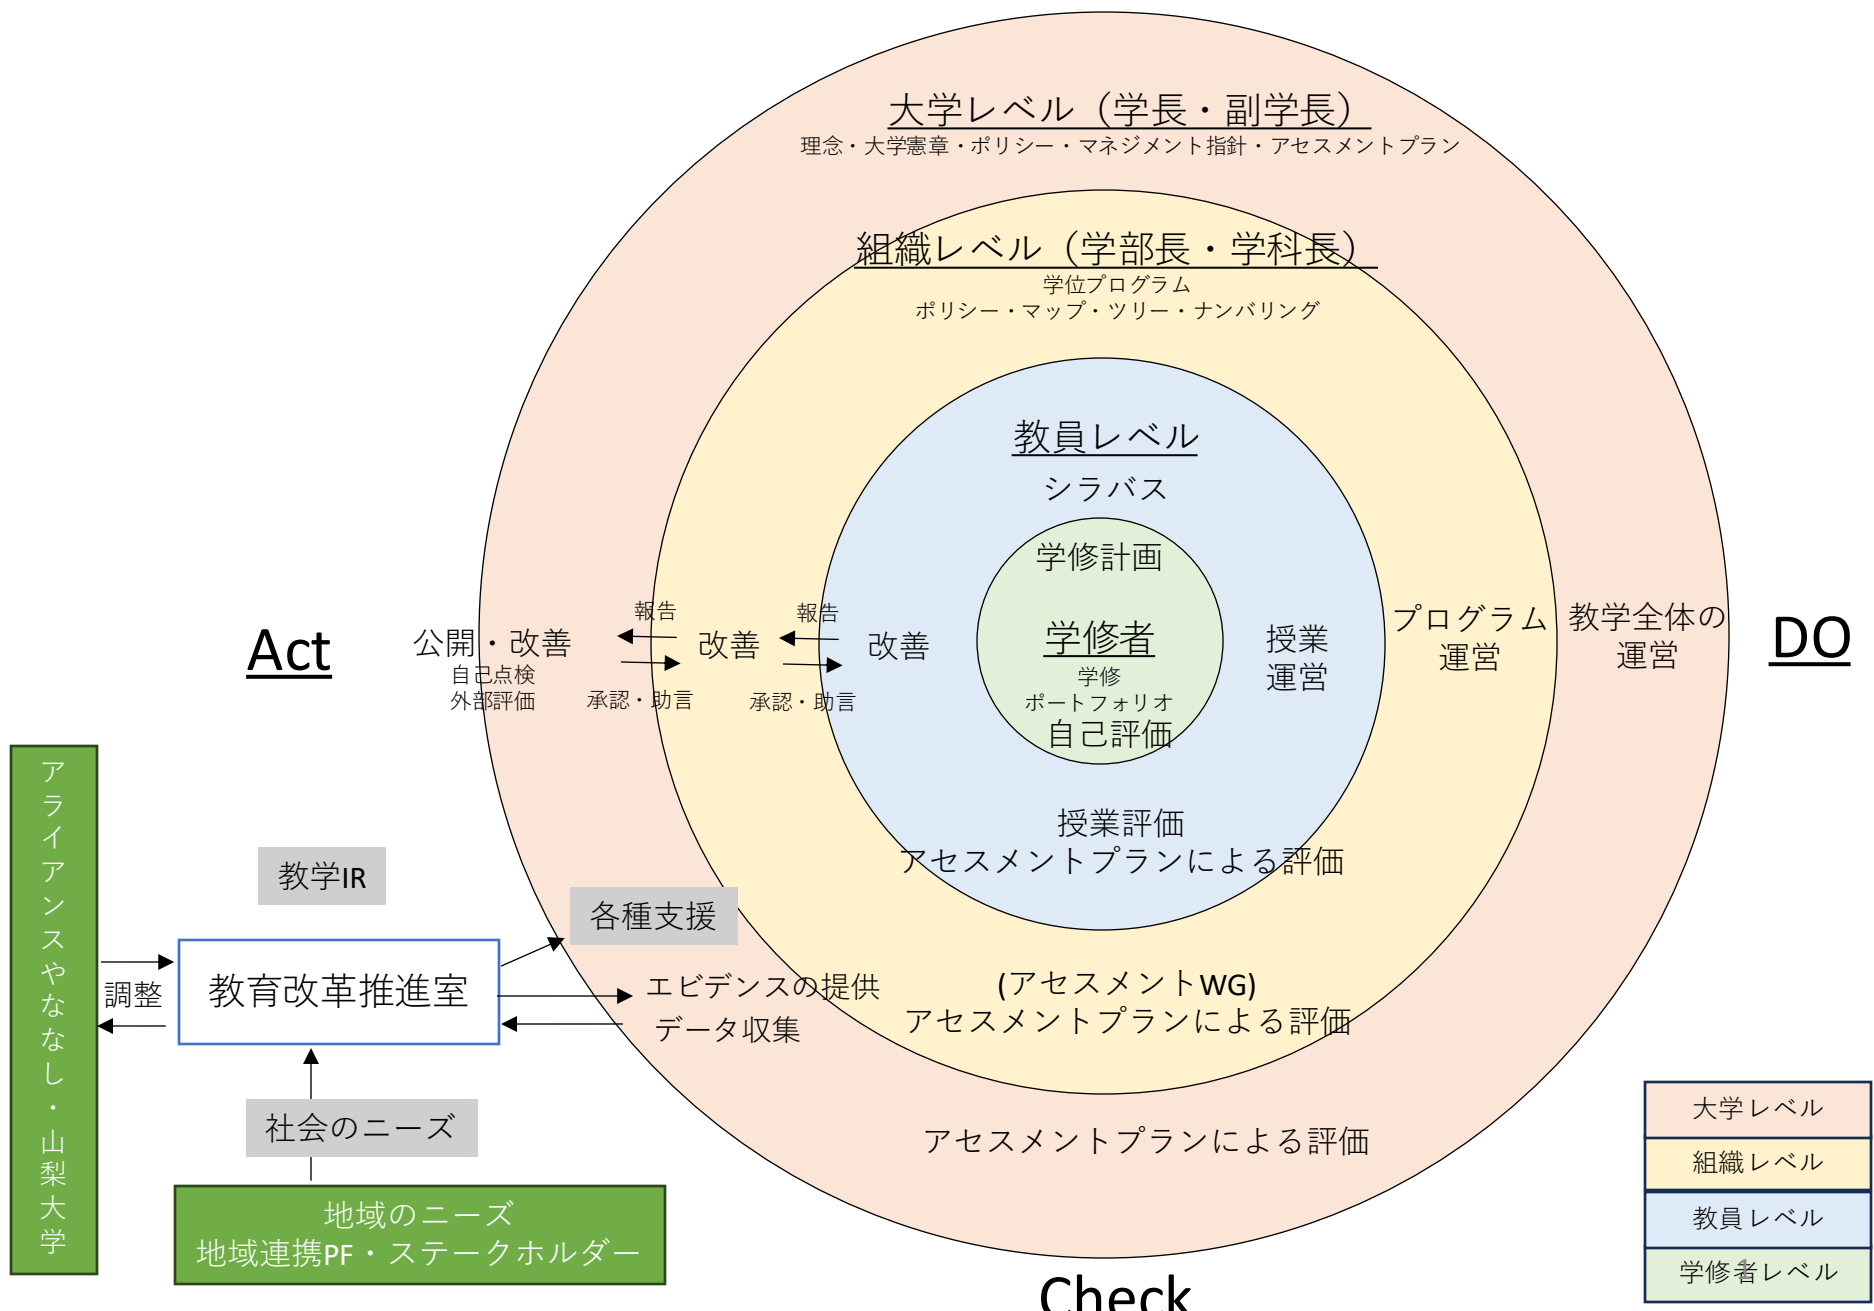 大学レベル（学長・副学長）
理念・大学憲章・ポリシー・マネジメント指針・アセスメントプラン
組織レベル（学部長・学科長）
学位プログラム
ポリシー・マップ・ツリー・ナンバリング
教員レベル
シラバス
学修計画
学修者
学修
ポートフォリオ
自己評価
Act
公開・改善
自己点検
外部評価
報告
承認・助言
改善
報告
承認・助言
改善
授業
運営
プログラム
運営
教学全体の
運営
DO
授業評価
アセスメントプランによる評価
(アセスメントWG)
アセスメントプランによる評価
アセスメントプランによる評価
Check
アライアンスやななし・山梨大学
調整
教学IR
教育改革推進室
各種支援
エビデンスの提供
データ収集
社会のニーズ
地域のニーズ
地域連携PF・ステークホルダー
大学レベル
組織レベル
教員レベル
学修者レベル